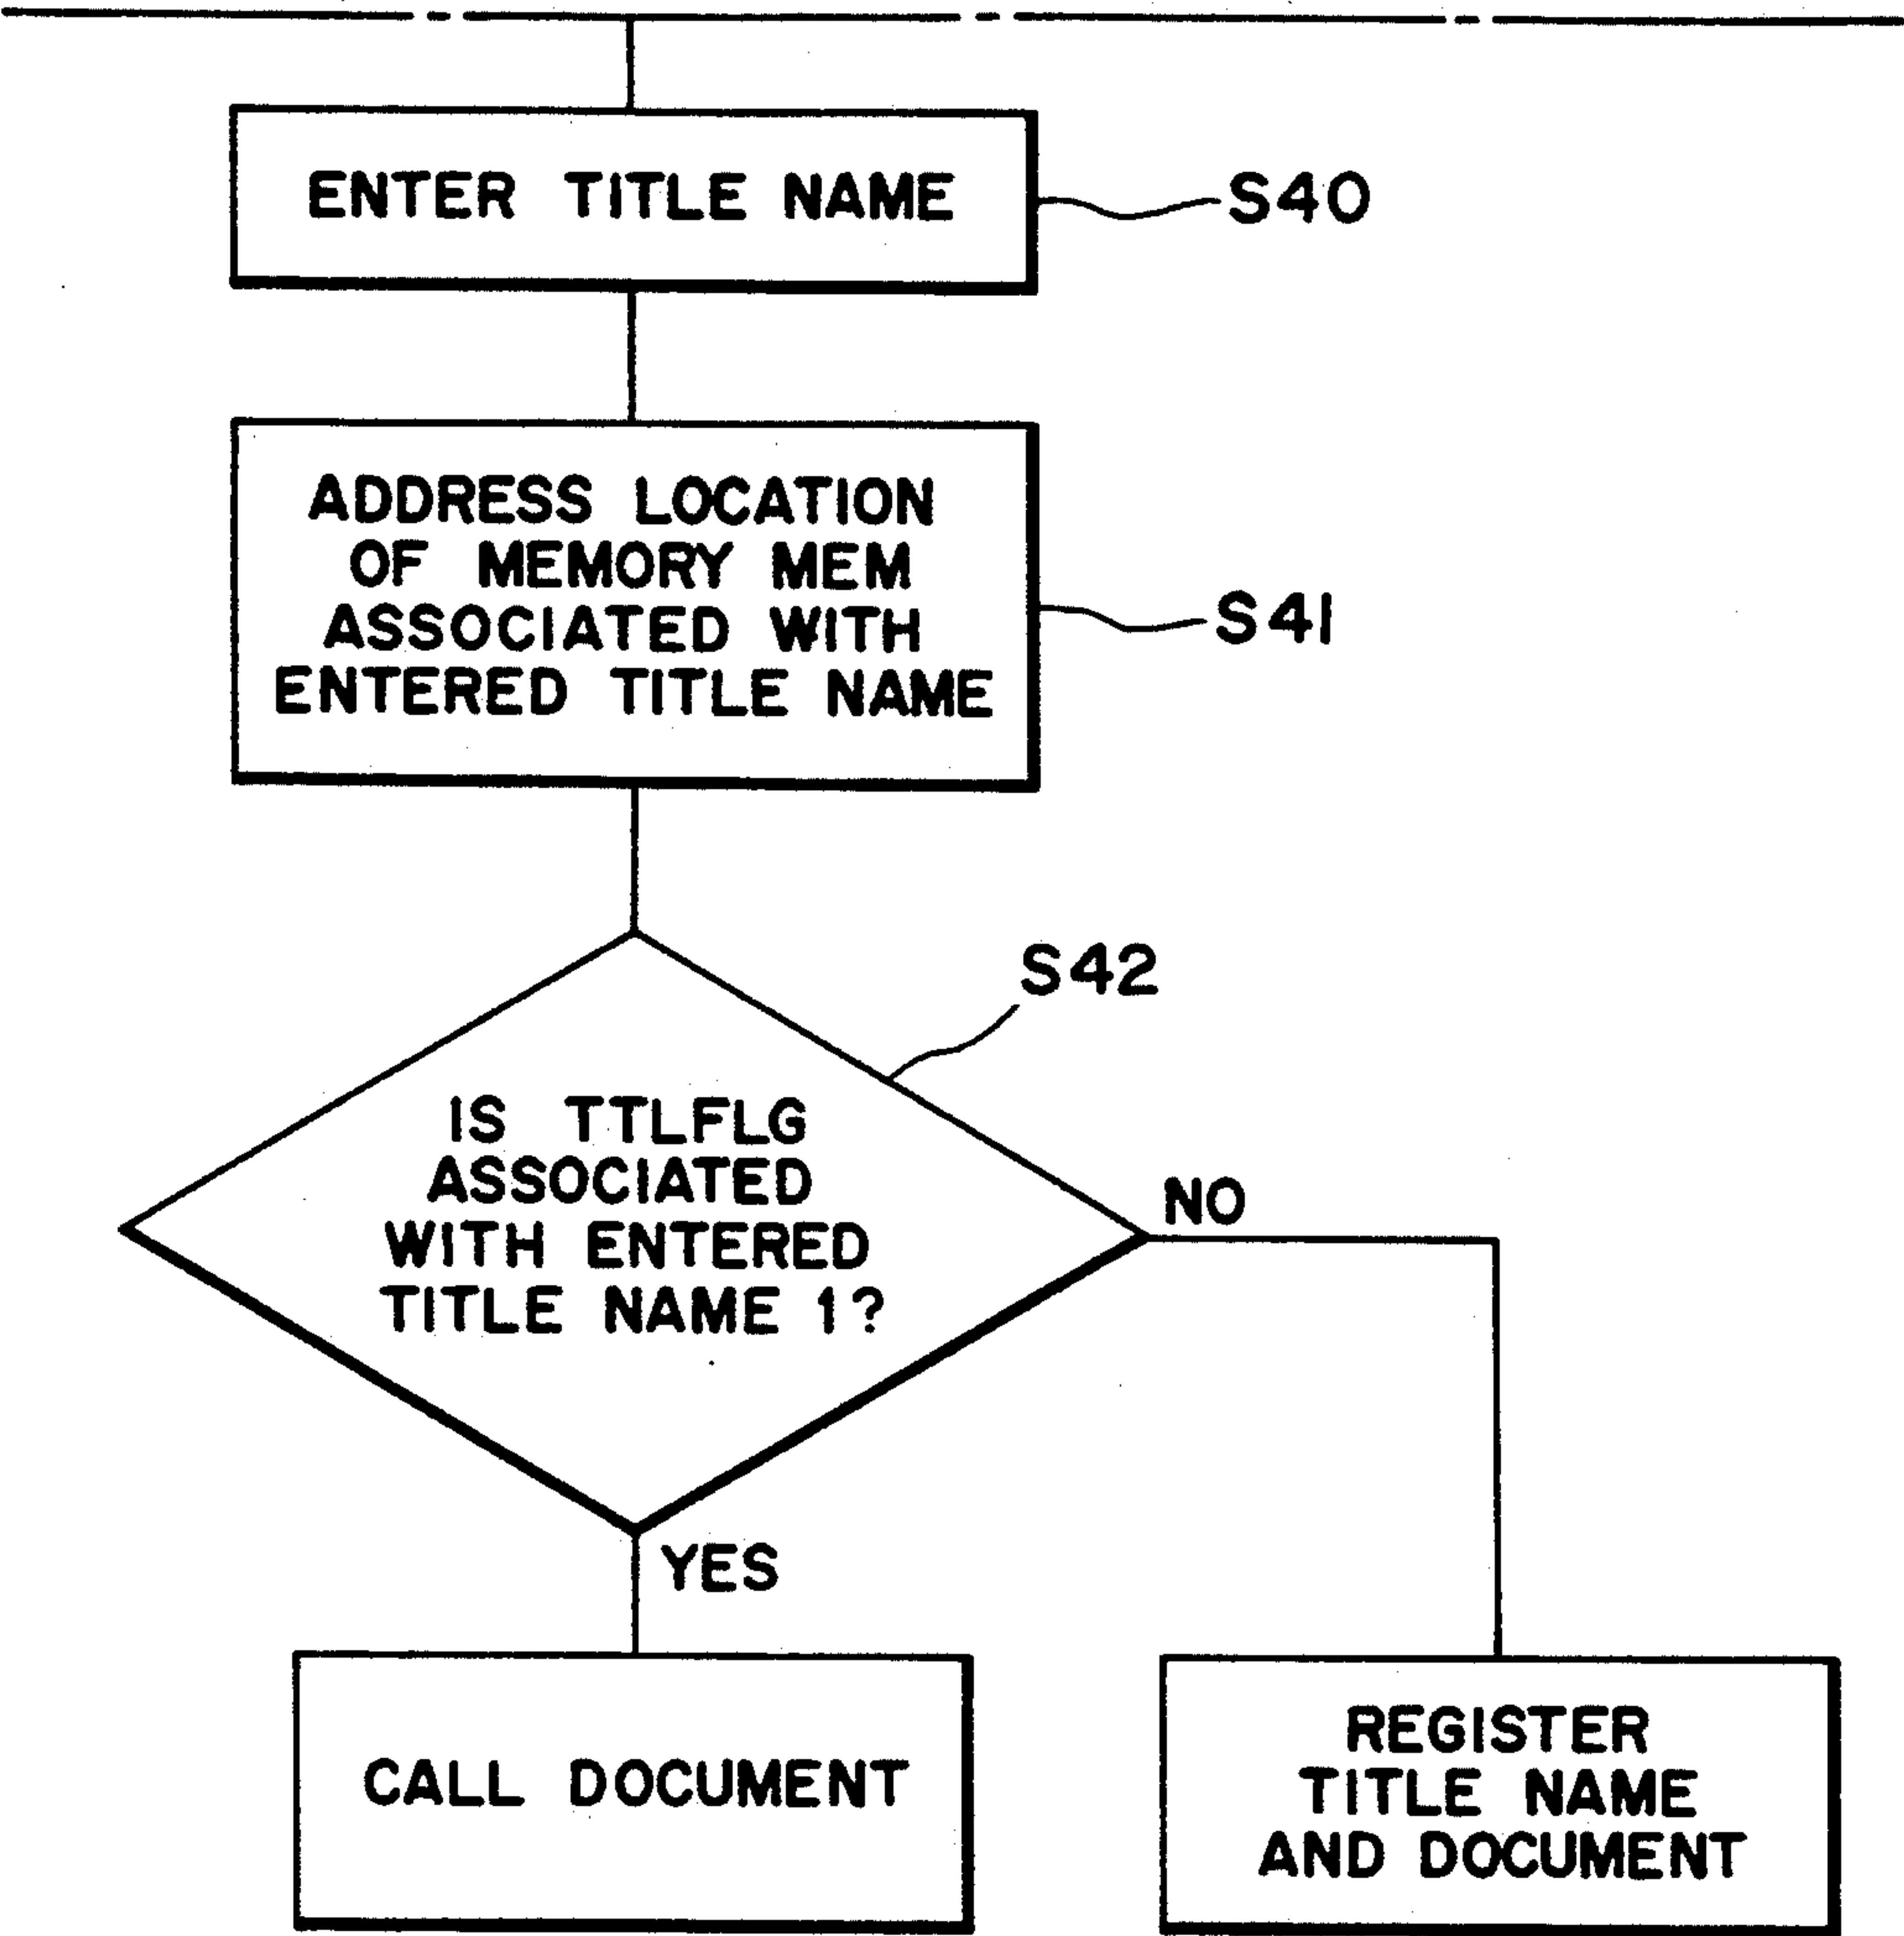 ENTER TITLE NAME
S40
ADDRESS LOCATION
OF MEMORY MEM
ASSOCIATED WITH
ENTERED TITLE NAME
S41
S42
IS TTLFLG
ASSOCIATED
WITH ENTERED
TITLE NAME 1?
NO
YES
CALL DOCUMENT
REGISTER
TITLE NAME
AND DOCUMENT